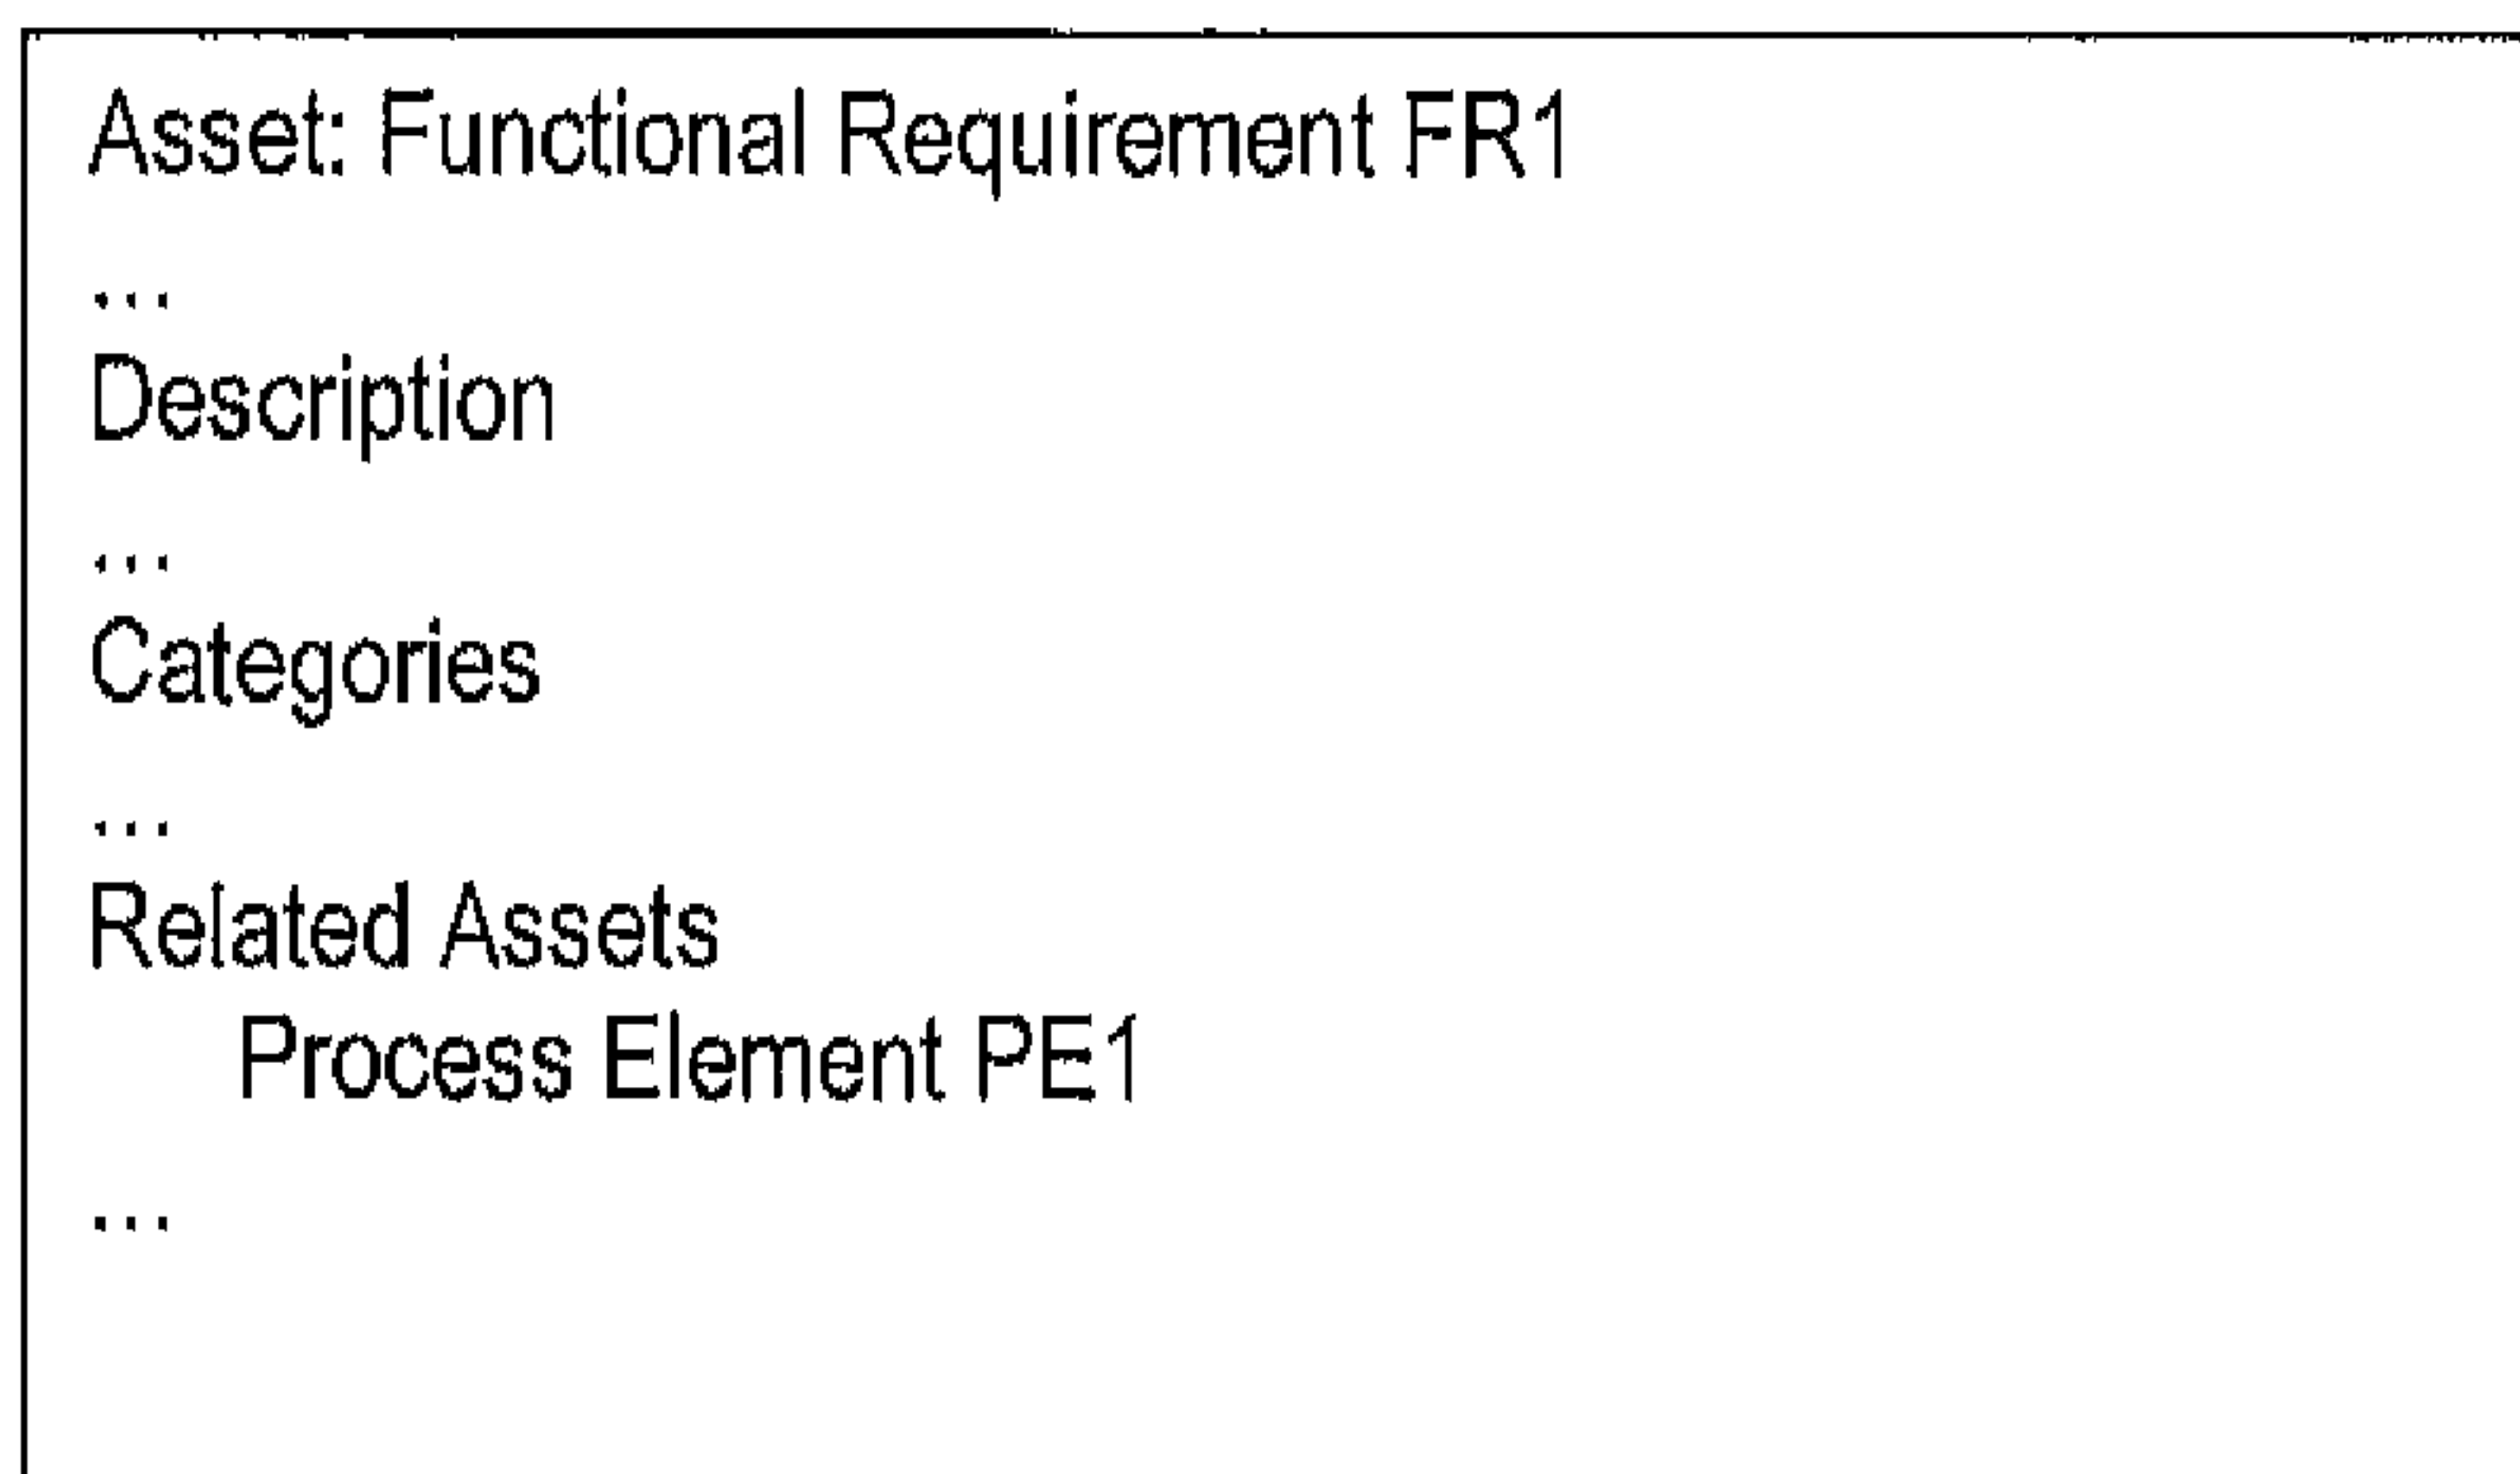 Asset: Functional Requirement FR1
...
Description
...
Categories
...
Related Assets
Process Element PE1
...